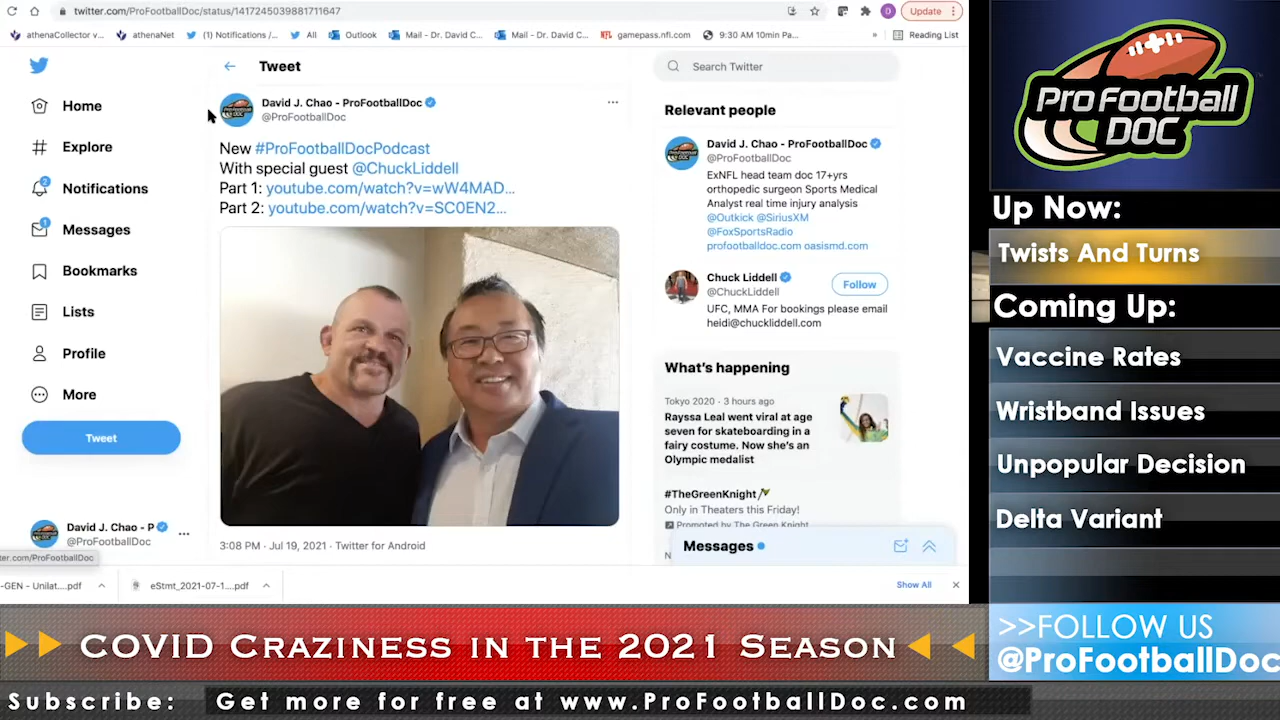 twitter.com/ProFootballDoc/status/1417245039881711647
Update
athenaCollector v...
athenaNet
(1) Notifications /...
All
Outlook
Mail - Dr. David C...
Mail - Dr. David C...
gamepass.nfl.com
9:30 AM 10min Pa...
»
Reading List
Home
Explore
2
Notifications
1
Messages
Bookmarks
Lists
Profile
More
Tweet
David J. Chao - P
@ProFootballDoc
tter.com/ProFootballDoc
Tweet
David J. Chao - ProFootballDoc
@ProFootballDoc
New #ProFootballDocPodcast
With special guest @ChuckLiddell
Part 1: youtube.com/watch?v=wW4MAD...
Part 2: youtube.com/watch?v=SC0EN2...
3:08 PM · Jul 19, 2021 · Twitter for Android
Search Twitter
Relevant people
David J. Chao - ProFootballDoc
@ProFootballDoc
ExNFL head team doc 17+yrs
orthopedic surgeon Sports Medical
Analyst real time injury analysis
@Outkick @SiriusXM
@FoxSportsRadio
profootballdoc.com oasismd.com
Chuck Liddell
@ChuckLiddell
Follow
UFC, MMA For bookings please email
heidi@chuckliddell.com
What's happening
Tokyo 2020 · 3 hours ago
Rayssa Leal went viral at age
seven for skateboarding in a
fairy costume. Now she's an
Olympic medalist
#TheGreenKnight
Only in Theaters this Friday!
Promoted by The Green Knight
Messages
-GEN - Unilat....pdf
eStmt_2021-07-1....pdf
Show All
Pro Football
DOC
Up Now:
Twists And Turns
Coming Up:
Vaccine Rates
Wristband Issues
Unpopular Decision
Delta Variant
>>FOLLOW US
@ProFootballDoc
COVID Craziness in the 2021 Season
Subscribe: Get more for free at www.ProFootballDoc.com